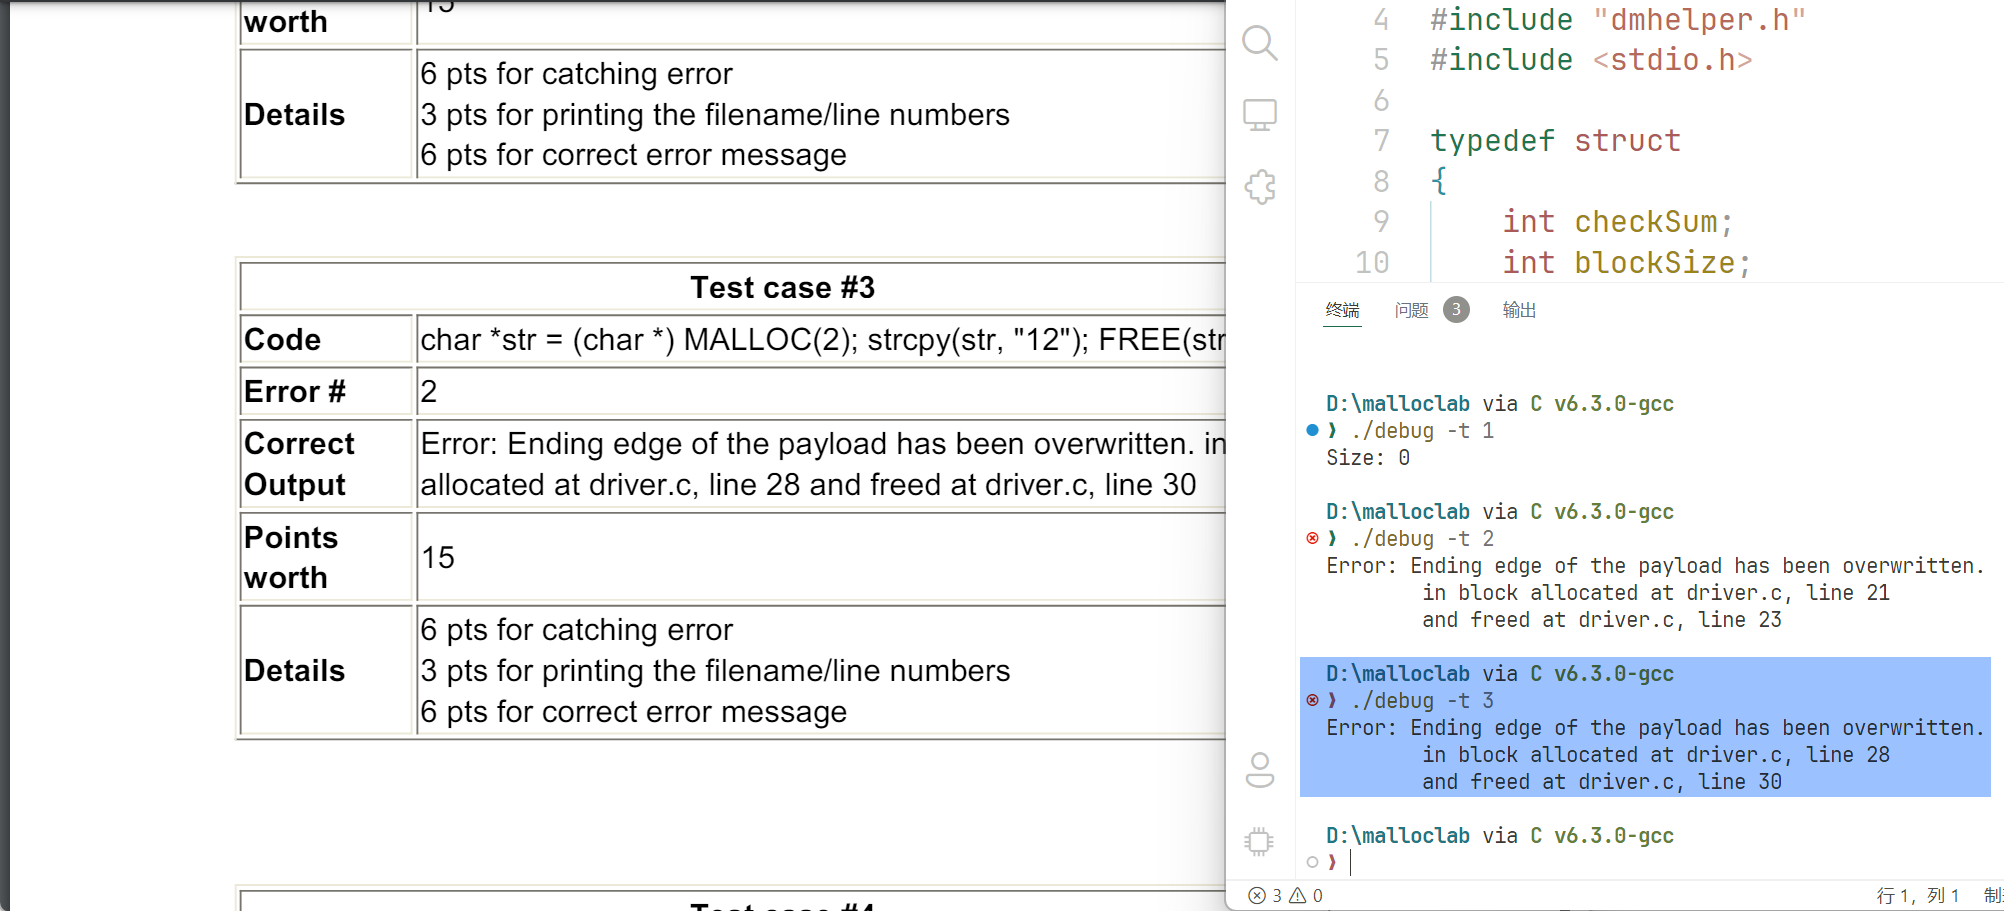 worth
15
Details
6 pts for catching error
3 pts for printing the filename/line numbers
6 pts for correct error message
Test case #3
Code
char *str = (char *) MALLOC(2); strcpy(str, "12"); FREE(str
Error #
2
Correct
Output
Error: Ending edge of the payload has been overwritten. in
allocated at driver.c, line 28 and freed at driver.c, line 30
Points
worth
15
Details
6 pts for catching error
3 pts for printing the filename/line numbers
6 pts for correct error message
Test case #4
4 #include "dmhelper.h"
5 #include <stdio.h>
6
7 typedef struct
8 {
9 int checkSum;
10 int blockSize;
终端 问题 3 输出
D:\malloclab via C v6.3.0-gcc
❯ ./debug -t 1
Size: 0
D:\malloclab via C v6.3.0-gcc
❯ ./debug -t 2
Error: Ending edge of the payload has been overwritten.
in block allocated at driver.c, line 21
and freed at driver.c, line 23
D:\malloclab via C v6.3.0-gcc
❯ ./debug -t 3
Error: Ending edge of the payload has been overwritten.
in block allocated at driver.c, line 28
and freed at driver.c, line 30
D:\malloclab via C v6.3.0-gcc
❯
3 0 行 1，列 1 制